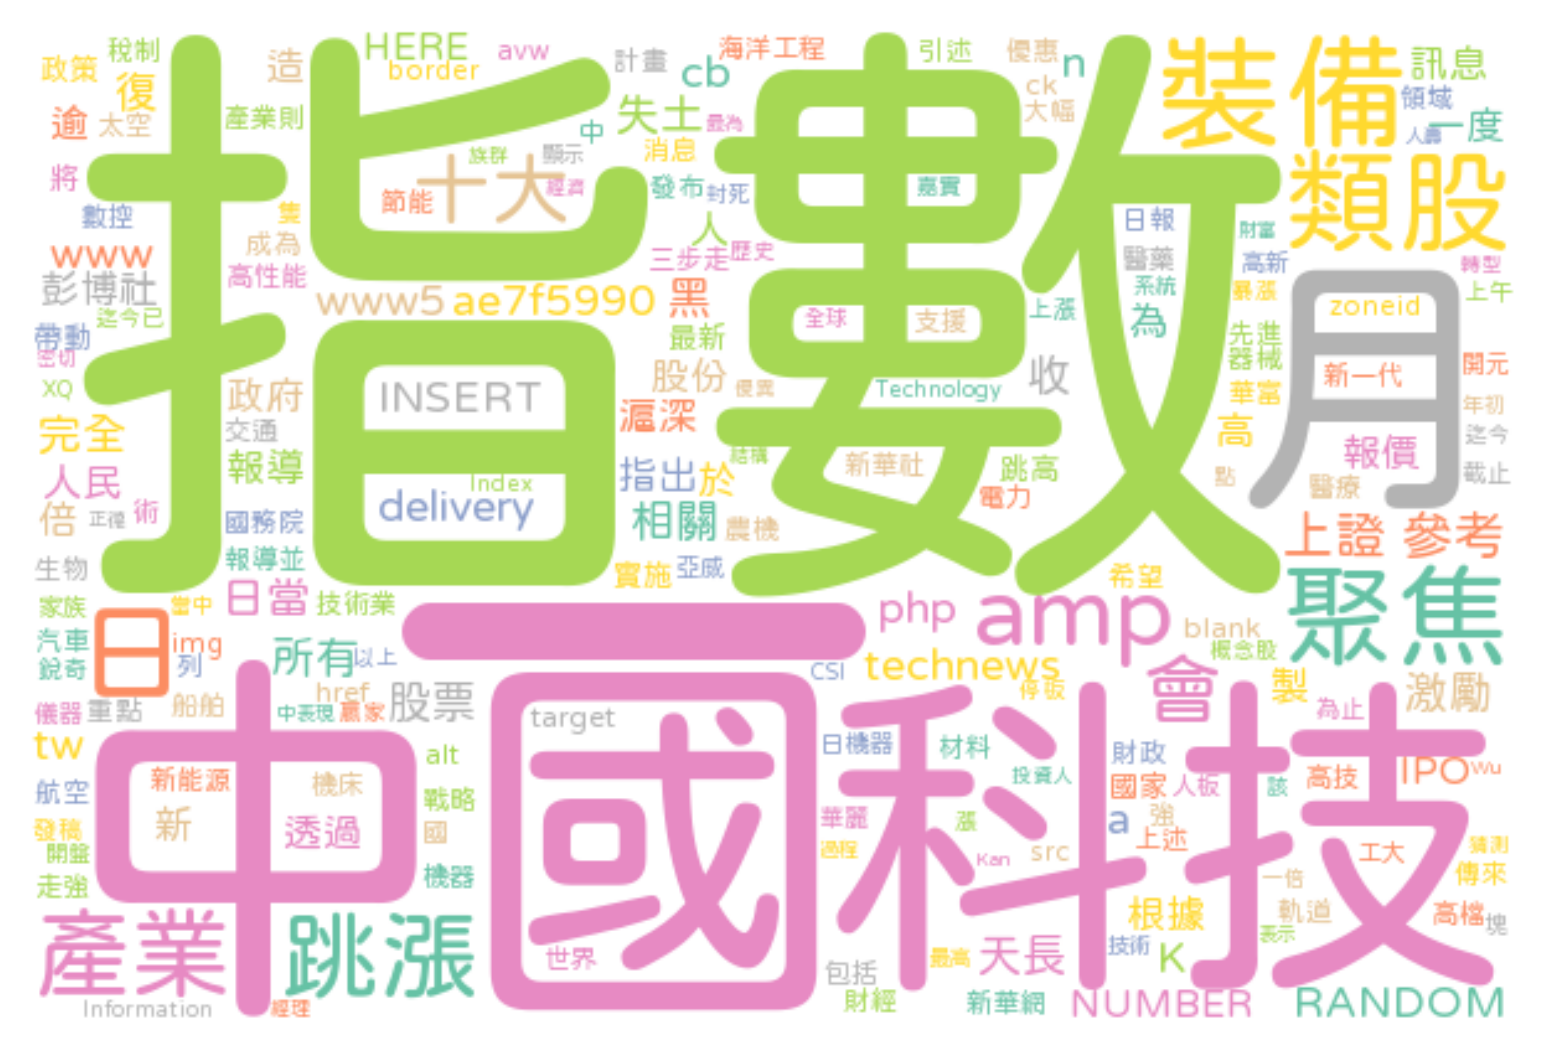 稅制
政策
復
逾
太空
造
產業則
HERE
border
avw
計畫
cb
海洋工程
引述
優惠
n
ck
大幅
裝備
訊息
領域
一度
人壽
類股
失士
最為
中
消息
族群
顯示
十大
經濟
節能
發布
封死
人
三步走
歷史
將
數控
隻
成為
www
高性能
彭博社
迄今已
帶動
密切
XQ
指數
嘉實
日報
醫藥
系統
財富
高新
暴漲
轉型
上午
www5
ae7f5990
黑
最新
全球
支援
上漲
為
先進
器械
華富
zoneid
月
新一代
開元
年初
政府
交通
INSERT
股份
優異
滬深
Technology
收
高
報價
迄今
截止
完全
人民
倍
正徨
術
報導
國務院
Index
delivery
指出
於
結構
新華社
跳高
電力
點
醫療
相關
農機
上證
參考
生物
報導並
實施
亞威
希望
家族
當中
日當
技術業
一
php
amp
blank
聚焦
汽車
銳奇
日
img
列
所有
以上
CSI
technews
停板
概念股
會
製
激勵
儀器
重點
船舶
href
中表現
贏家
股票
target
為止
tw
alt
日機器
材料
投資人
財政
國家
人板
該
高技
IPO
wu
航空
新能源
機床
戰略
中國
科技
新
透過
國
華麗
漲
a
強
上述
發稿
開盤
過程
Kan
src
工大
猜測
走強
機器
一倍
傳來
產業
跳漲
世界
包括
最高
天長
根據
技術
K
軌道
表示
高檔
塊
Information
經理
財經
新華網
NUMBER
RANDOM